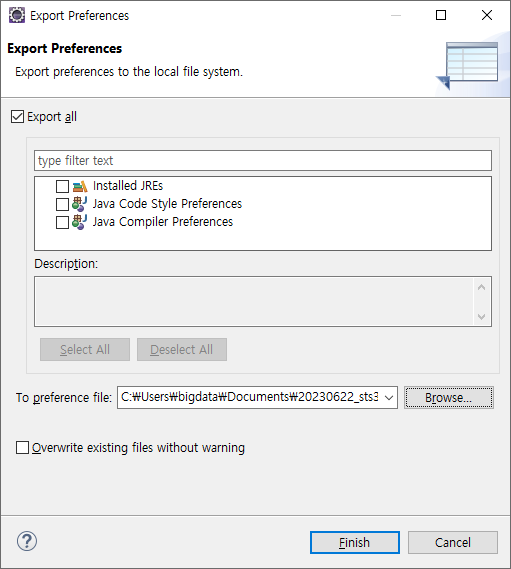 Export Preferences
Export Preferences
Export preferences to the local file system.
Export all
type filter text
Installed JREs
Java Code Style Preferences
Java Compiler Preferences
Description:
Select All Deselect All
To preference file: C:₩Users₩bigdata₩Documents₩20230622_sts3 Browse...
Overwrite existing files without warning
? Finish Cancel